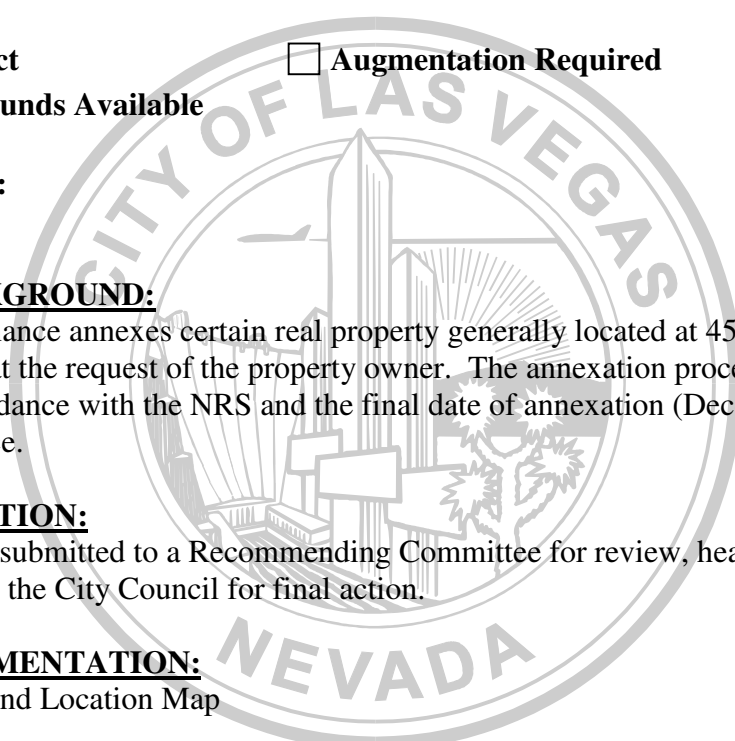 ct ☐ Augmentation Required
unds Available
:
KGROUND:
ance annexes certain real property generally located at 45
at the request of the property owner. The annexation proce
dance with the NRS and the final date of annexation (Dec
e.
TION:
submitted to a Recommending Committee for review, hea
the City Council for final action.
MENTATION:
nd Location Map
CITY OF LAS VEGAS
NEVADA